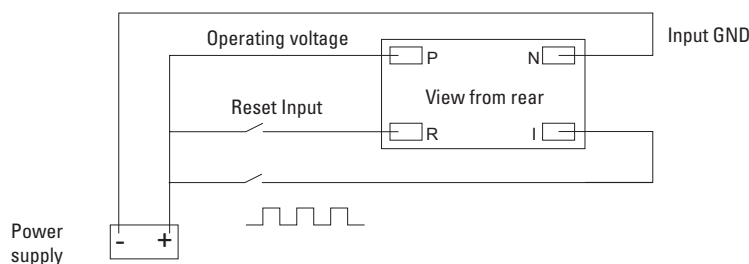 Operating voltage
Input GND
P
N
View from rear
Reset Input
R
I
Power
supply
-
+